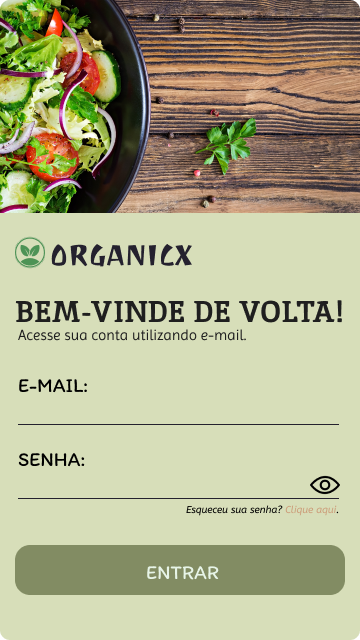 ORGANICX
BEM-VINDE DE VOLTA!
Acesse sua conta utilizando e-mail.
E-MAIL:
SENHA:
Esqueceu sua senha? Clique aqui.
ENTRAR